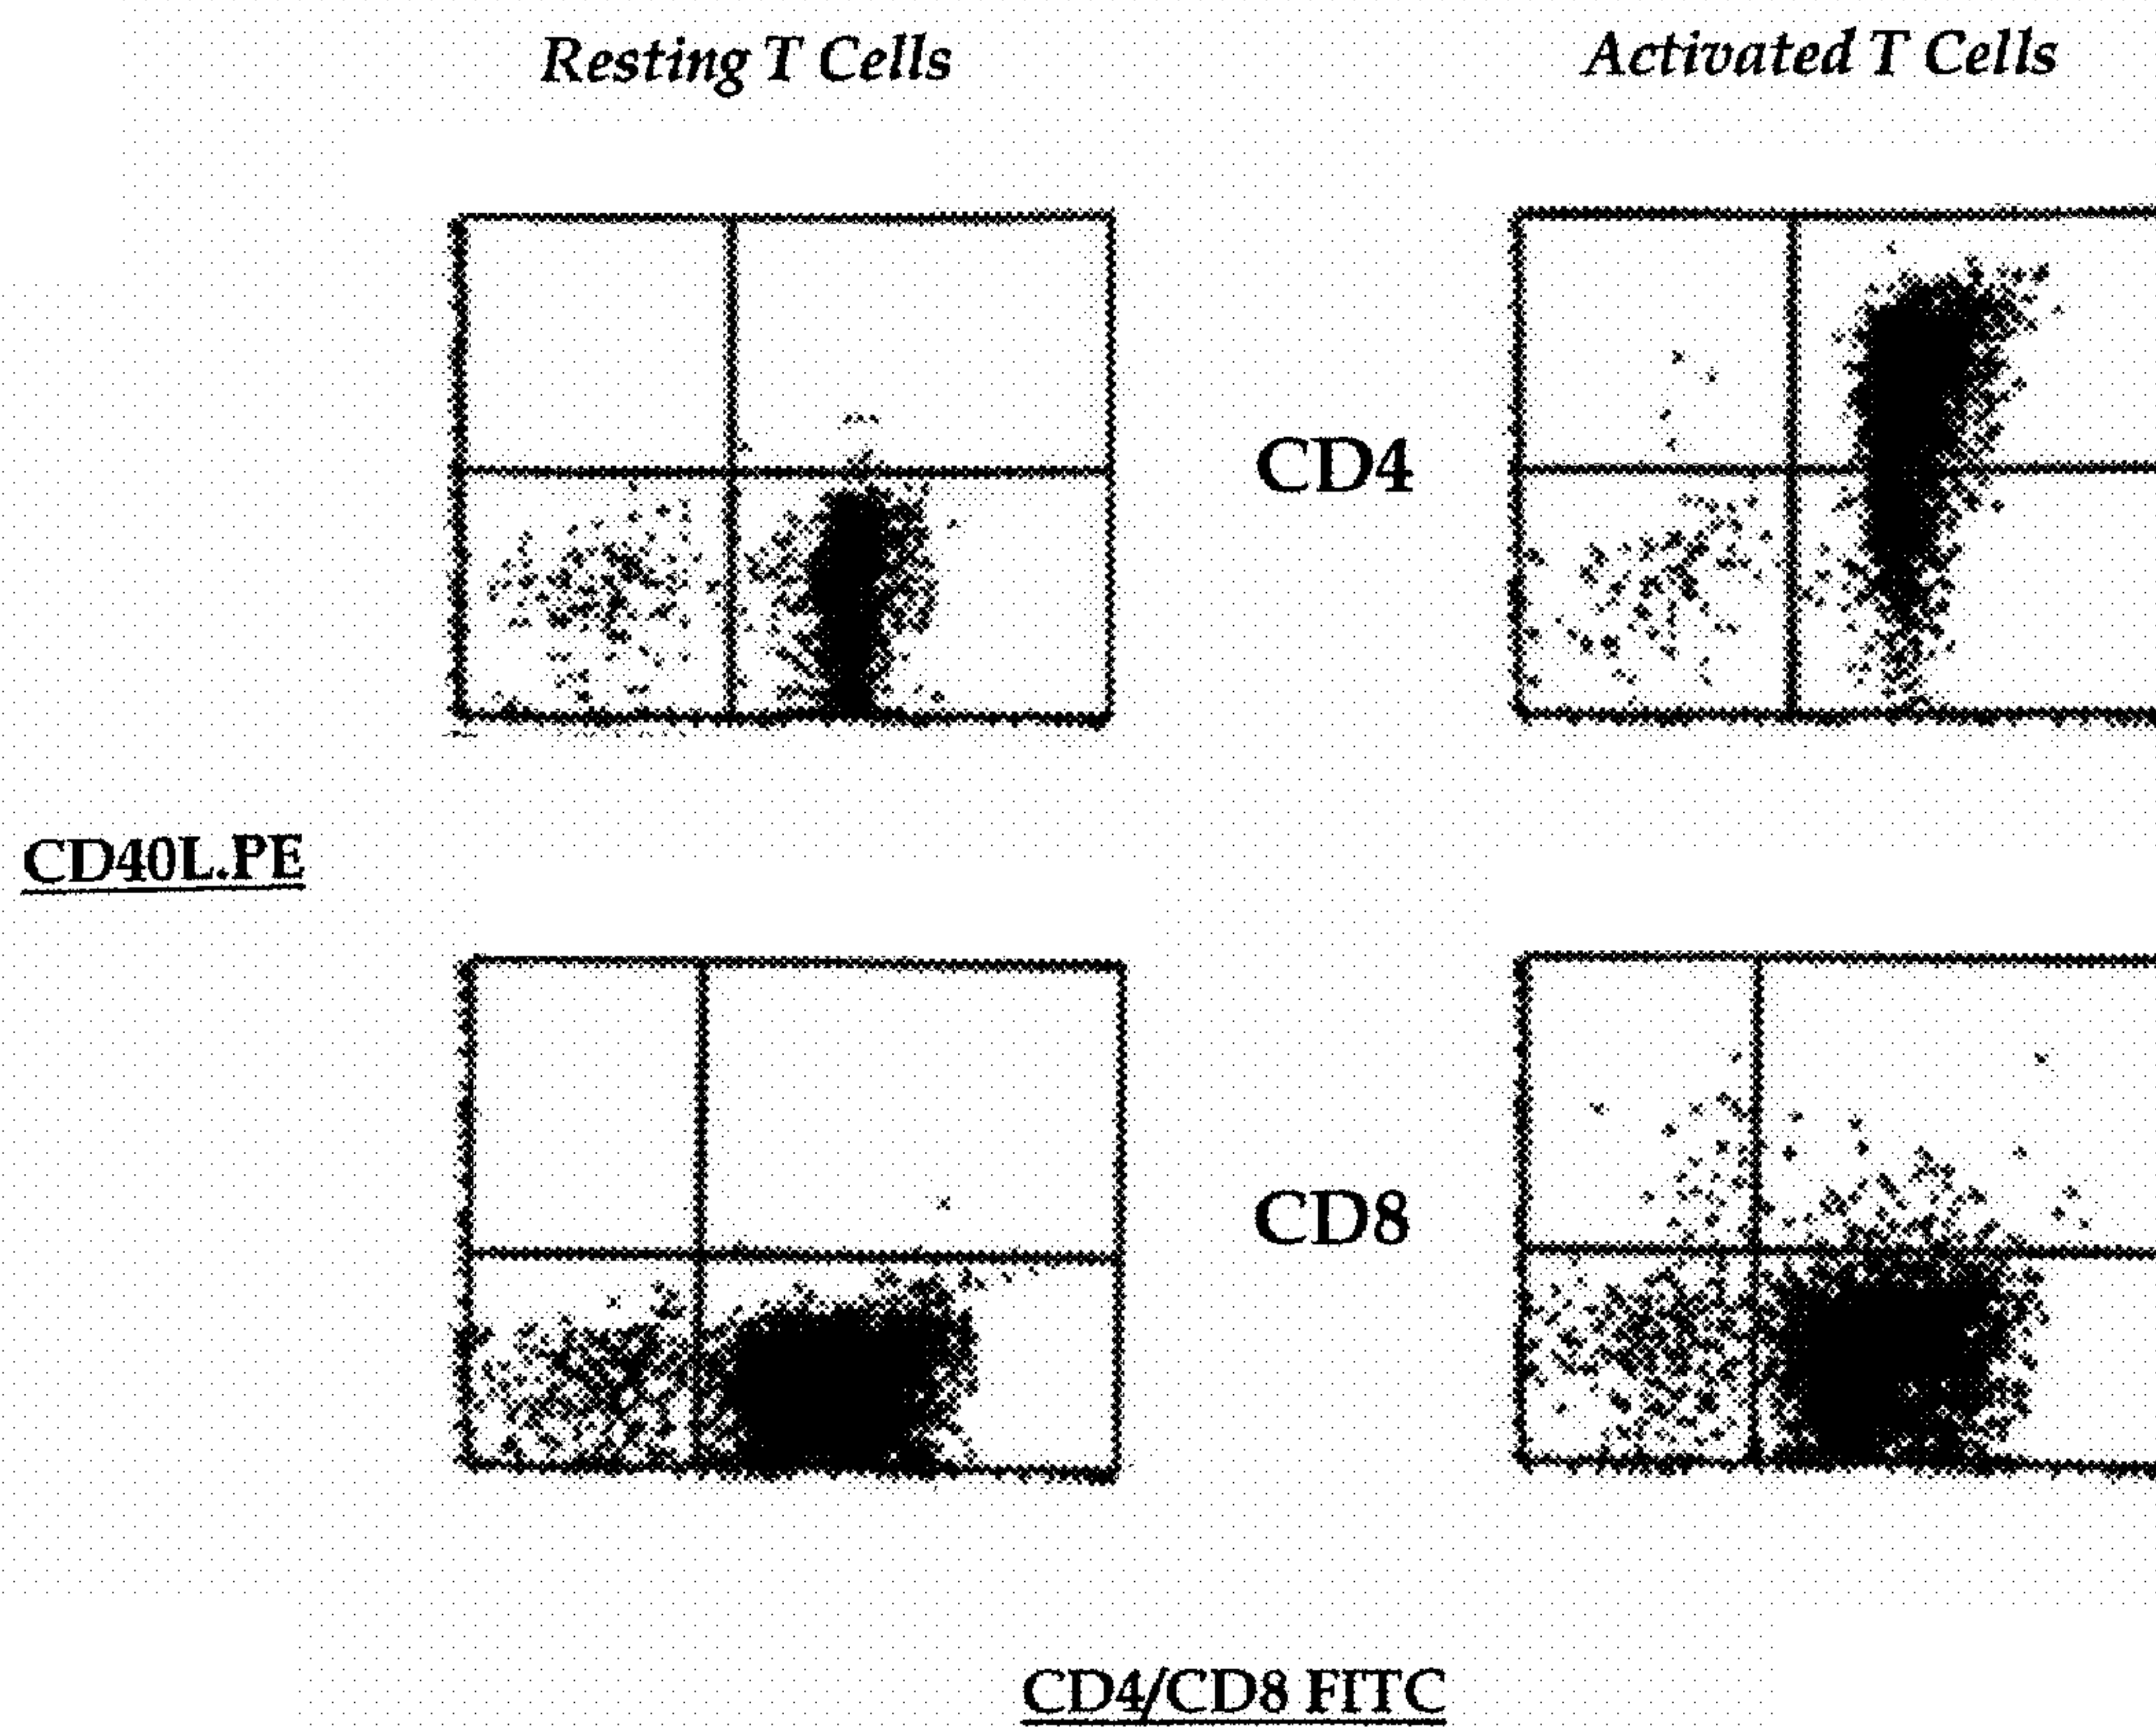 Resting T Cells
Activated T Cells
CD4
CD40L.PE
CD8
CD4/CD8 FITC